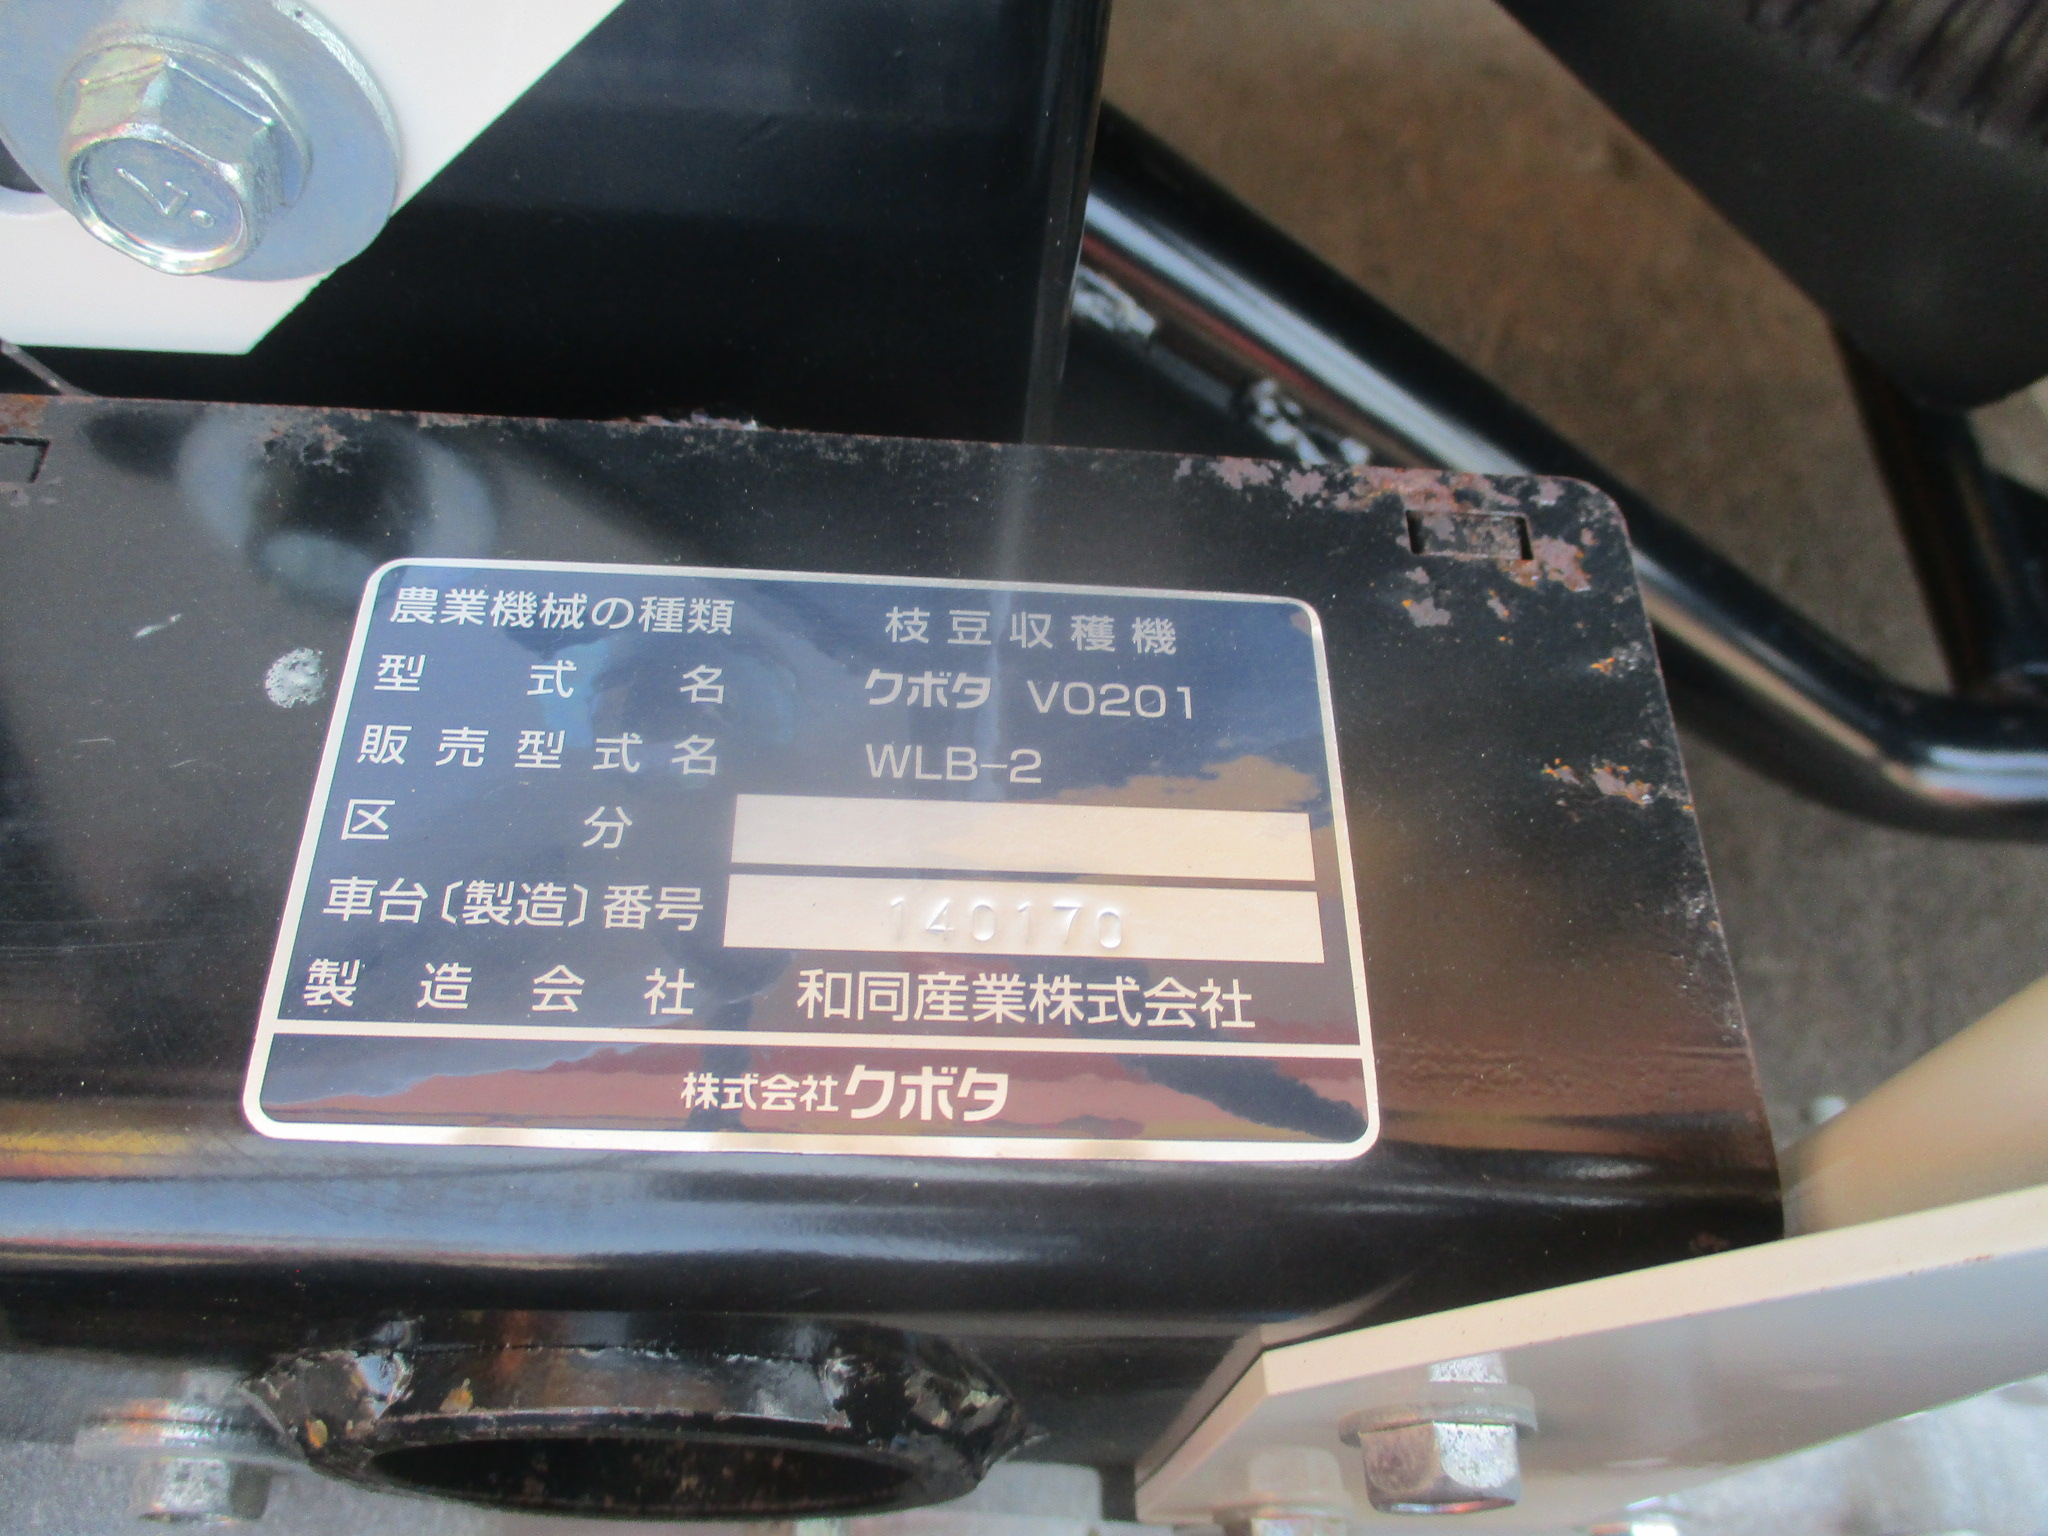 農業機械の種類 枝豆収穫機
型式名 クボタ V0201
販売型式名 WLB-2
区分
車台〔製造〕番号 140170
製造会社 和同産業株式会社
株式会社クボタ